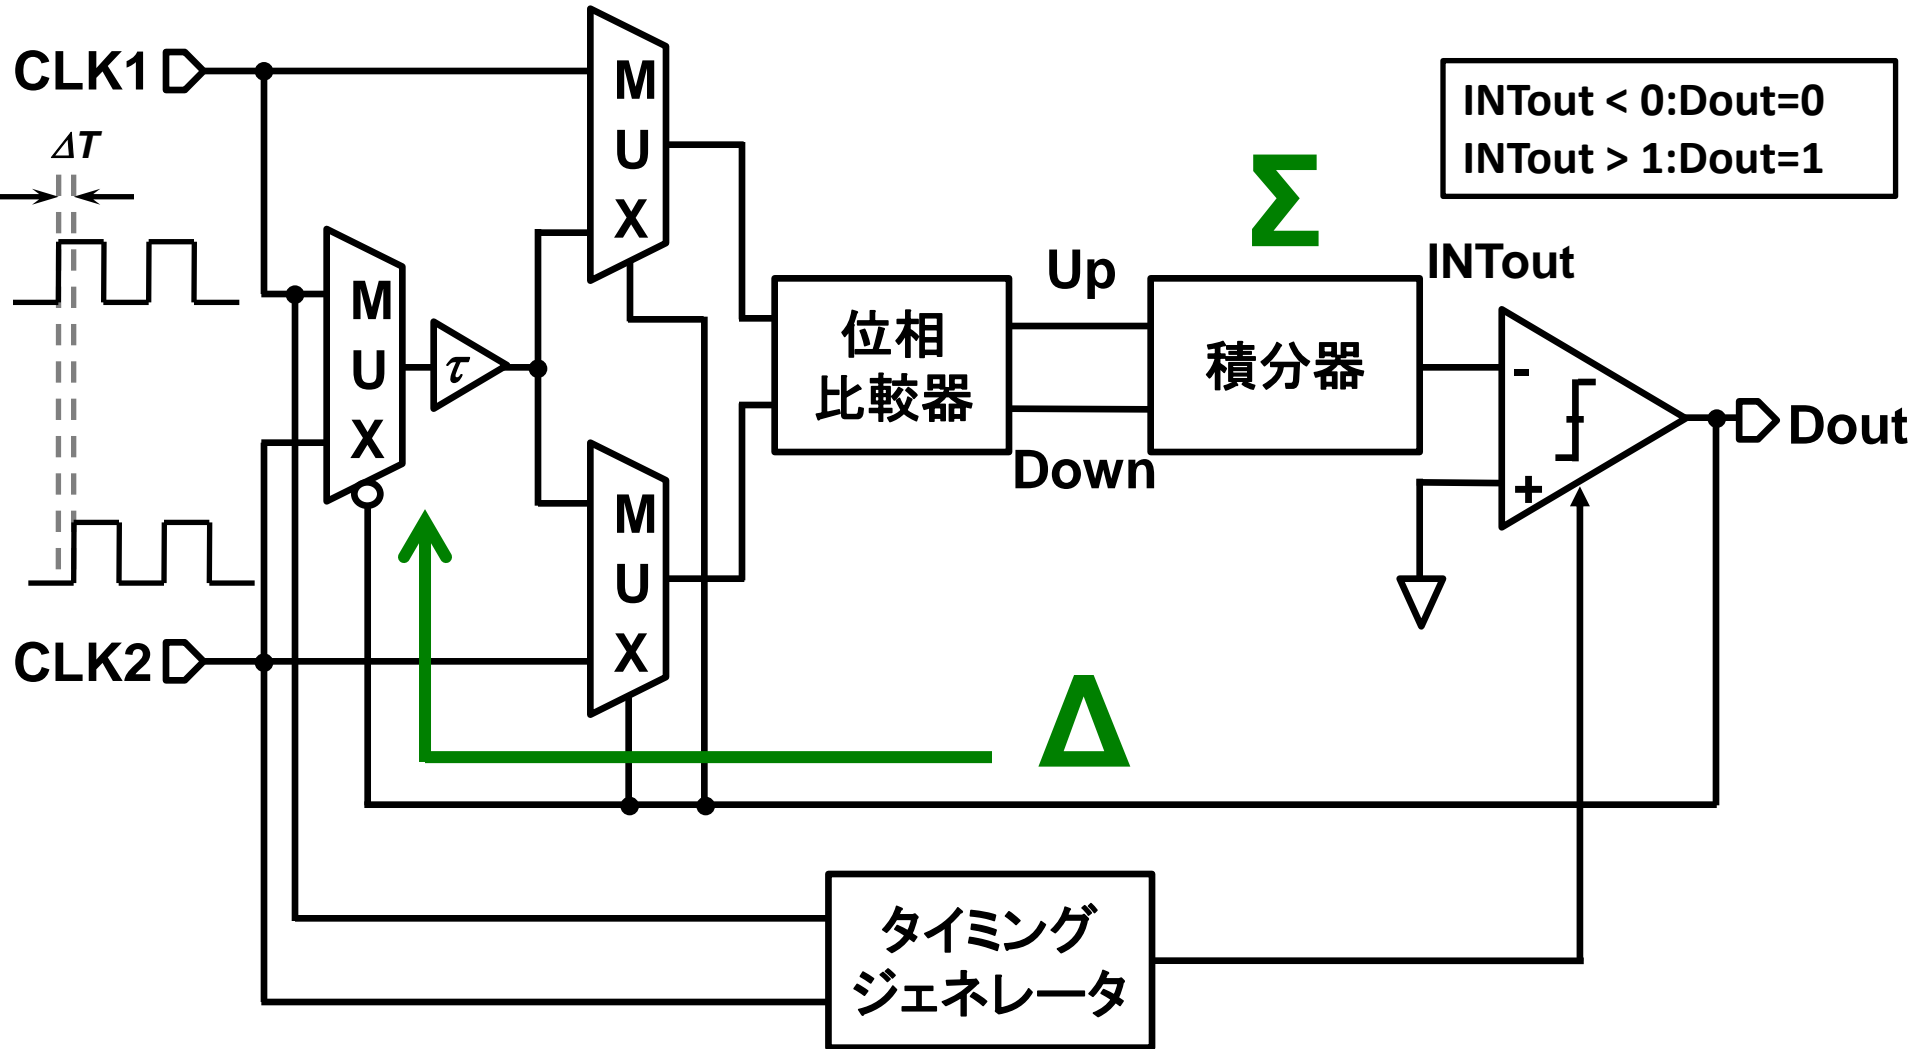 CLK1
ΔT
M
U
X
M
U
X
τ
M
U
X
CLK2
位相
比較器
Up
Down
Σ
積分器
INTout
INTout < 0:Dout=0
INTout > 1:Dout=1
-
+
Dout
Δ
タイミング
ジェネレータ